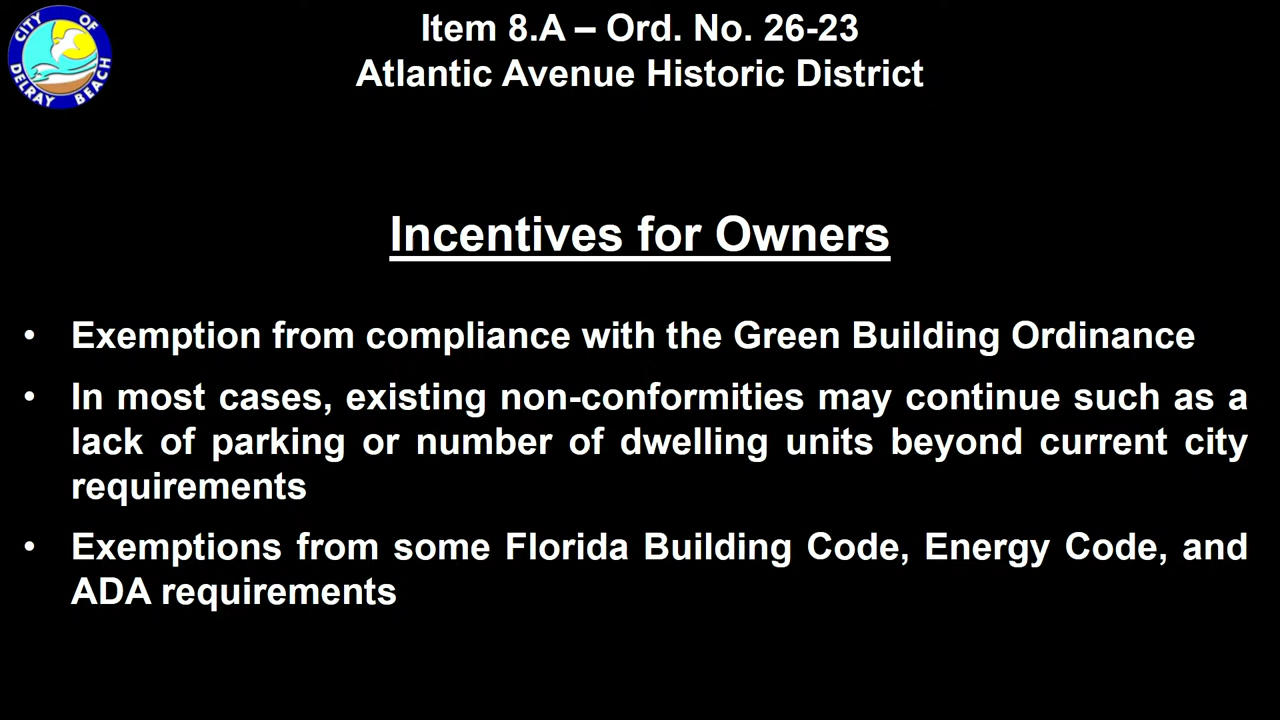 CITY OF
DELRAY BEACH
Item 8.A – Ord. No. 26-23
Atlantic Avenue Historic District
Incentives for Owners
• Exemption from compliance with the Green Building Ordinance
• In most cases, existing non-conformities may continue such as a
lack of parking or number of dwelling units beyond current city
requirements
• Exemptions from some Florida Building Code, Energy Code, and
ADA requirements